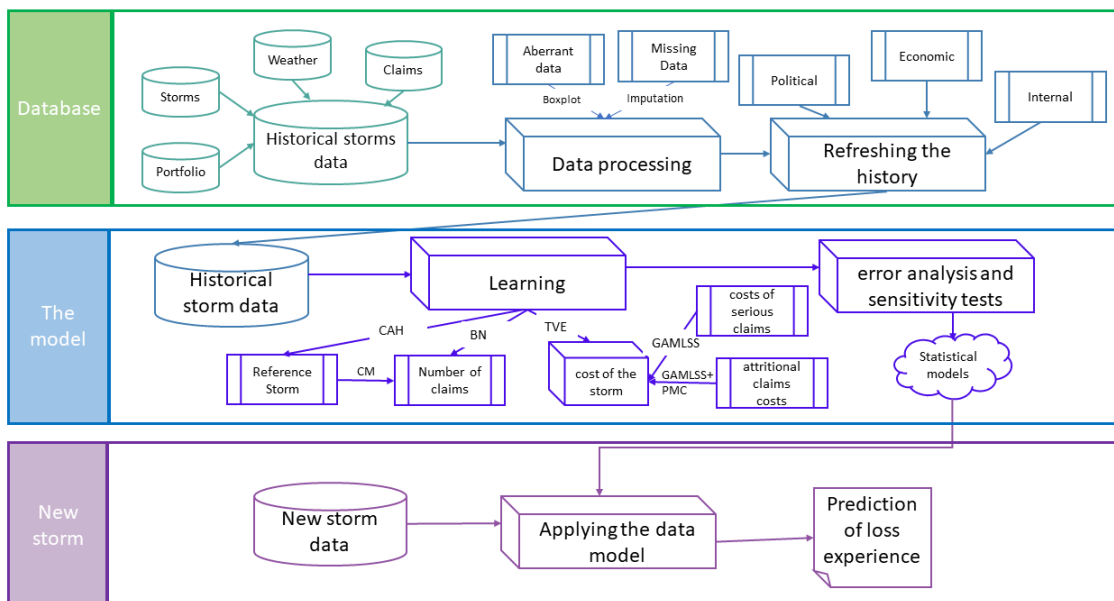 Database
Storms
Weather
Claims
Portfolio
Historical storms
data
Aberrant
data
Missing
Data
Boxplot
Imputation
Data processing
Political
Economic
Internal
Refreshing the
history
The
model
Historical
storm data
Learning
error analysis and
sensitivity tests
CAH
BN
TVE
GAMLSS
costs of
serious
claims
Reference
Storm
CM
Number of
claims
cost of the
storm
GAMLSS+
PMC
attritional
claims
costs
Statistical
models
New
storm
New storm
data
Applying the data
model
Prediction
of loss
experience